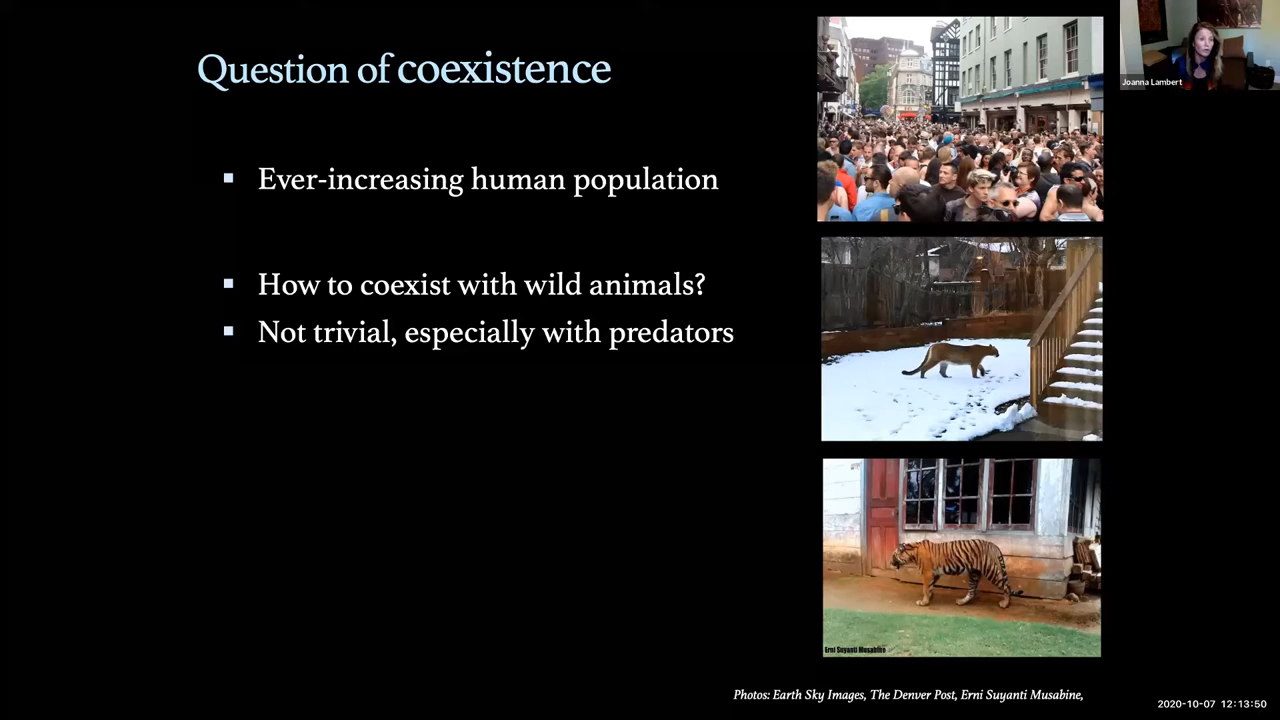 Question of coexistence
▪ Ever-increasing human population
▪ How to coexist with wild animals?
▪ Not trivial, especially with predators
Joanna Lambert
Erni Suyanti Musabine
Photos: Earth Sky Images, The Denver Post, Erni Suyanti Musabine,
2020-10-07 12:13:50